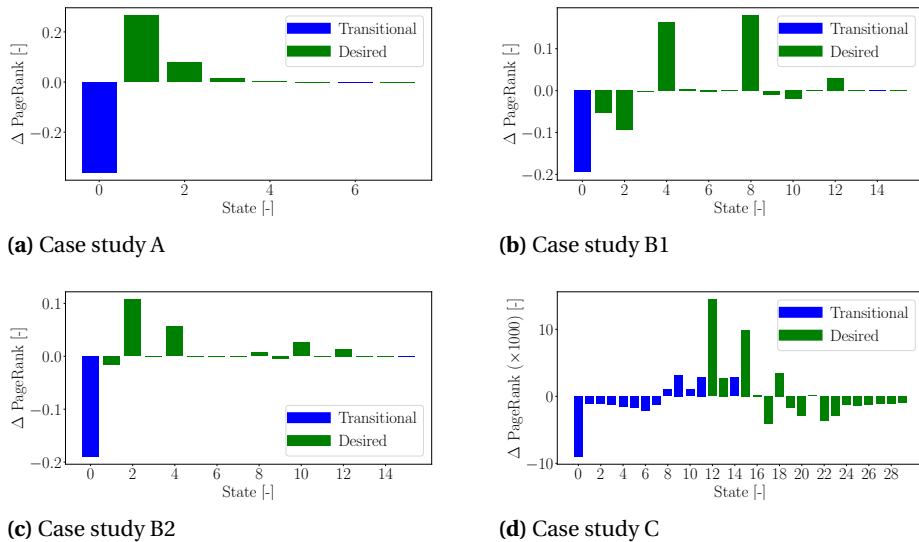 0.2
0.0
−0.2
Δ PageRank [-]
Transitional
Desired
0 2 4 6
State [-]
(a) Case study A
0.1
0.0
−0.1
−0.2
Δ PageRank [-]
Transitional
Desired
0 2 4 6 8 10 12 14
State [-]
(b) Case study B1
0.1
0.0
−0.1
−0.2
Δ PageRank [-]
Transitional
Desired
0 2 4 6 8 10 12 14
State [-]
(c) Case study B2
10
0
−10
Δ PageRank (×1000) [-]
Transitional
Desired
0 2 4 6 8 10 12 14 16 18 20 22 24 26 28
State [-]
(d) Case study C